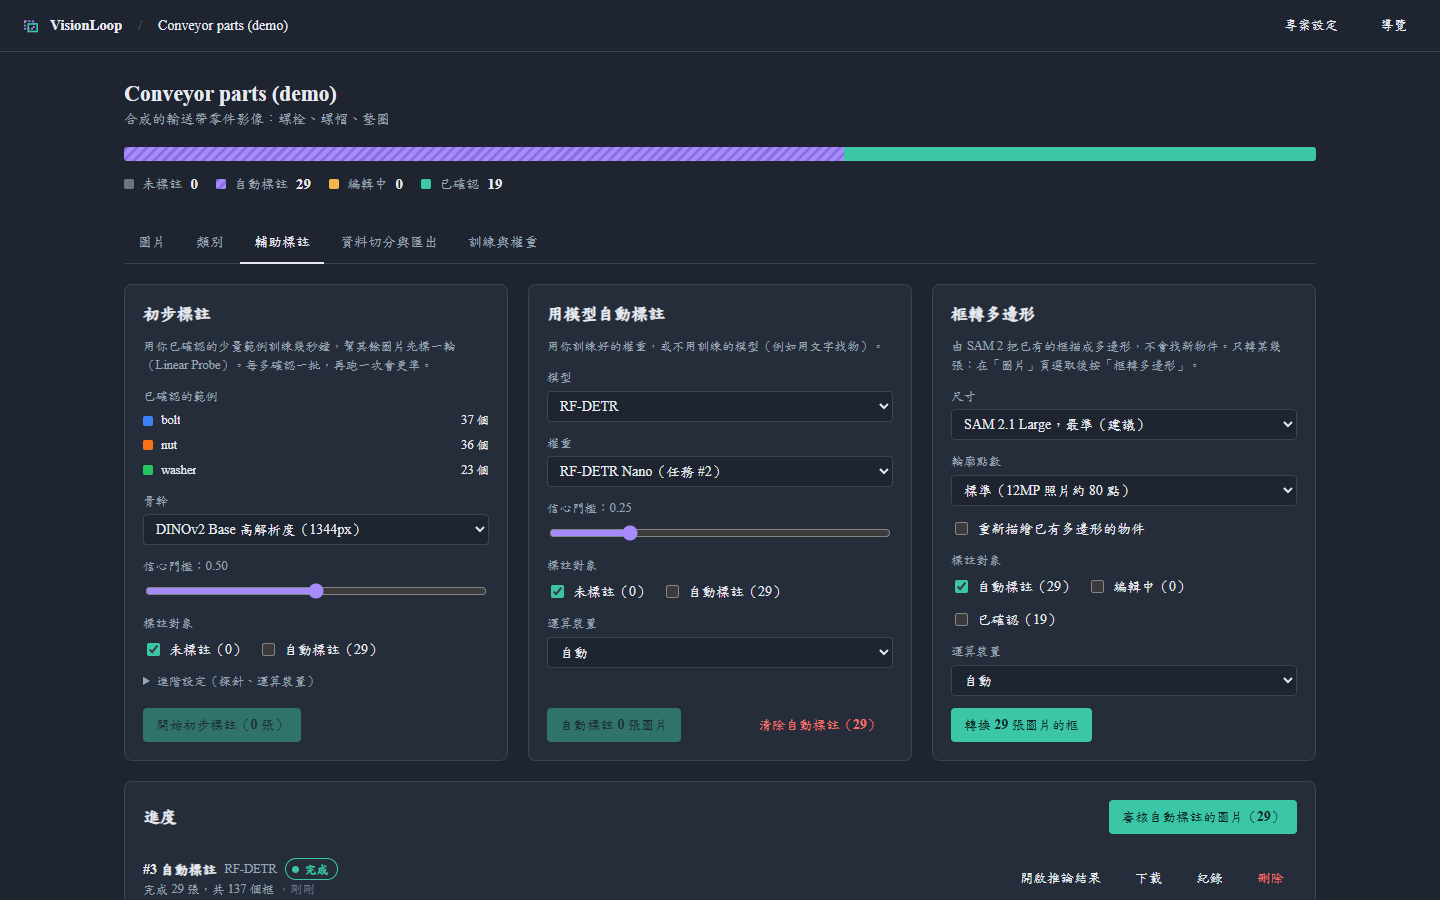 VisionLoop / Conveyor parts (demo)
專案設定
導覽
Conveyor parts (demo)
合成的輸送帶零件影像：螺栓、螺帽、墊圈
未標註 0 自動標註 29 編輯中 0 已確認 19
圖片
類別
輔助標註
資料切分與匯出
訓練與權重
初步標註
用你已確認的少量範例訓練幾秒鐘，幫其餘圖片先標一輪
（Linear Probe）。每多確認一批，再跑一次會更準。
已確認的範例
bolt 37 個
nut 36 個
washer 23 個
骨幹
DINOv2 Base 高解析度（1344px）
信心門檻：0.50
標註對象
未標註（0） 自動標註（29）
進階設定（探針、運算裝置）
開始初步標註（0 張）
用模型自動標註
用你訓練好的權重，或不用訓練的模型（例如用文字找物）。
模型
RF-DETR
權重
RF-DETR Nano（任務 #2）
信心門檻：0.25
標註對象
未標註（0） 自動標註（29）
運算裝置
自動
自動標註 0 張圖片
清除自動標註（29）
框轉多邊形
由 SAM 2 把已有的框描成多邊形，不會找新物件。只轉某幾
張：在「圖片」頁選取後按「框轉多邊形」。
尺寸
SAM 2.1 Large，最準（建議）
輪廓點數
標準（12MP 照片約 80 點）
重新描繪已有多邊形的物件
標註對象
自動標註（29） 編輯中（0）
已確認（19）
運算裝置
自動
轉換 29 張圖片的框
進度
審核自動標註的圖片（29）
#3 自動標註 RF-DETR 完成
完成 29 張，共 137 個框 ，剛剛
開啟推論結果
下載
紀錄
刪除